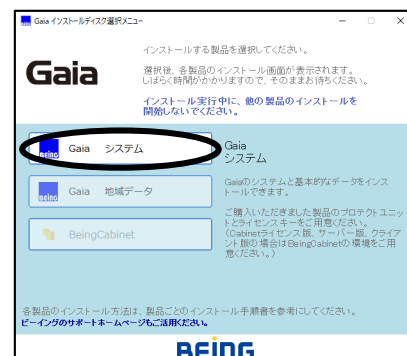 Gaia インストールディスク選択メニュー
インストールする製品を選択してください。
Gaia
選択後、各製品のインストール画面が表示されます。
しばらく時間がかかりますので、そのままお待ちください。
インストール実行中に、他の製品のインストールを
開始しないでください。
BEING
Gaia システム
Gaia
システム
BEING
Gaia 地域データ
Gaiaのシステムと基本的なデータをインス
トールできます。
BeingCabinet
ご購入いただきました製品のプロテクトユニッ
トとライセンスキーをご用意ください。
(Cabinetライセンス版、サーバー版、クライア
ント版の場合はBeingCabinetの環境をご用
意ください。)
各製品のインストール方法は、製品ごとのインストール手順書を参考にしてください。
ビーイングのサポートホームページもご活用ください。
BEING